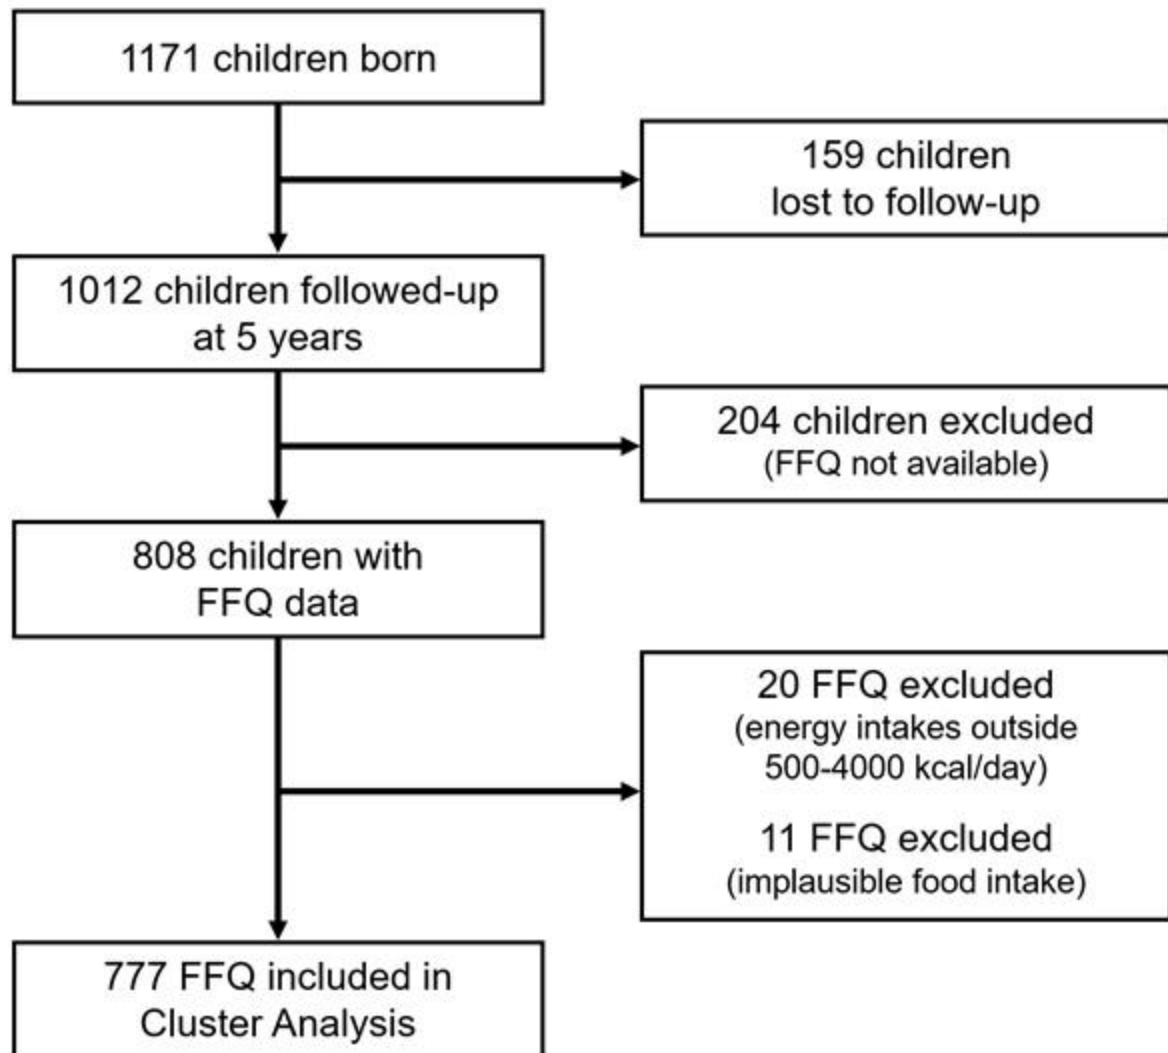 1171 children born
159 children
lost to follow-up
1012 children followed-up
at 5 years
204 children excluded
(FFQ not available)
808 children with
FFQ data
20 FFQ excluded
(energy intakes outside
500-4000 kcal/day)
11 FFQ excluded
(implausible food intake)
777 FFQ included in
Cluster Analysis